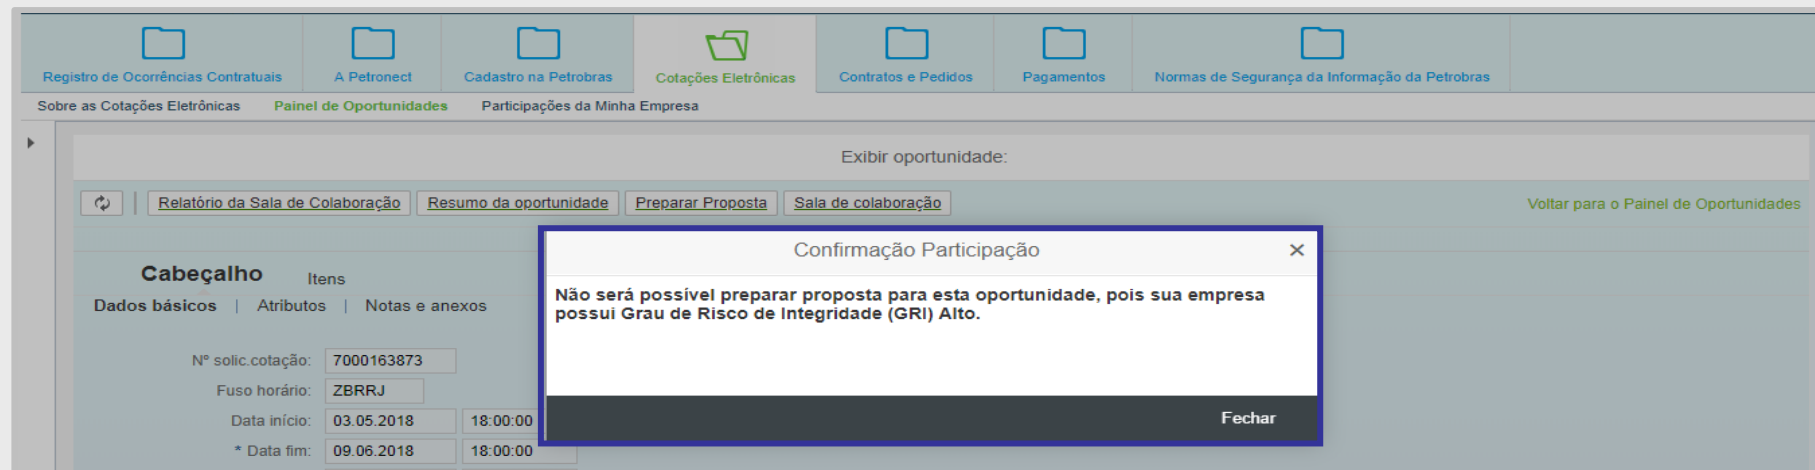 Registro de Ocorrências Contratuais
A Petronect
Cadastro na Petrobras
Cotações Eletrônicas
Contratos e Pedidos
Pagamentos
Normas de Segurança da Informação da Petrobras
Sobre as Cotações Eletrônicas
Painel de Oportunidades
Participações da Minha Empresa
Exibir oportunidade:
Relatório da Sala de Colaboração
Resumo da oportunidade
Preparar Proposta
Sala de colaboração
Voltar para o Painel de Oportunidades
Confirmação Participação
Não será possível preparar proposta para esta oportunidade, pois sua empresa
possui Grau de Risco de Integridade (GRI) Alto.
Fechar
Cabeçalho
Itens
Dados básicos | Atributos | Notas e anexos
Nº solic.cotação: 7000163873
Fuso horário: ZBRRJ
Data início: 03.05.2018 18:00:00
* Data fim: 09.06.2018 18:00:00